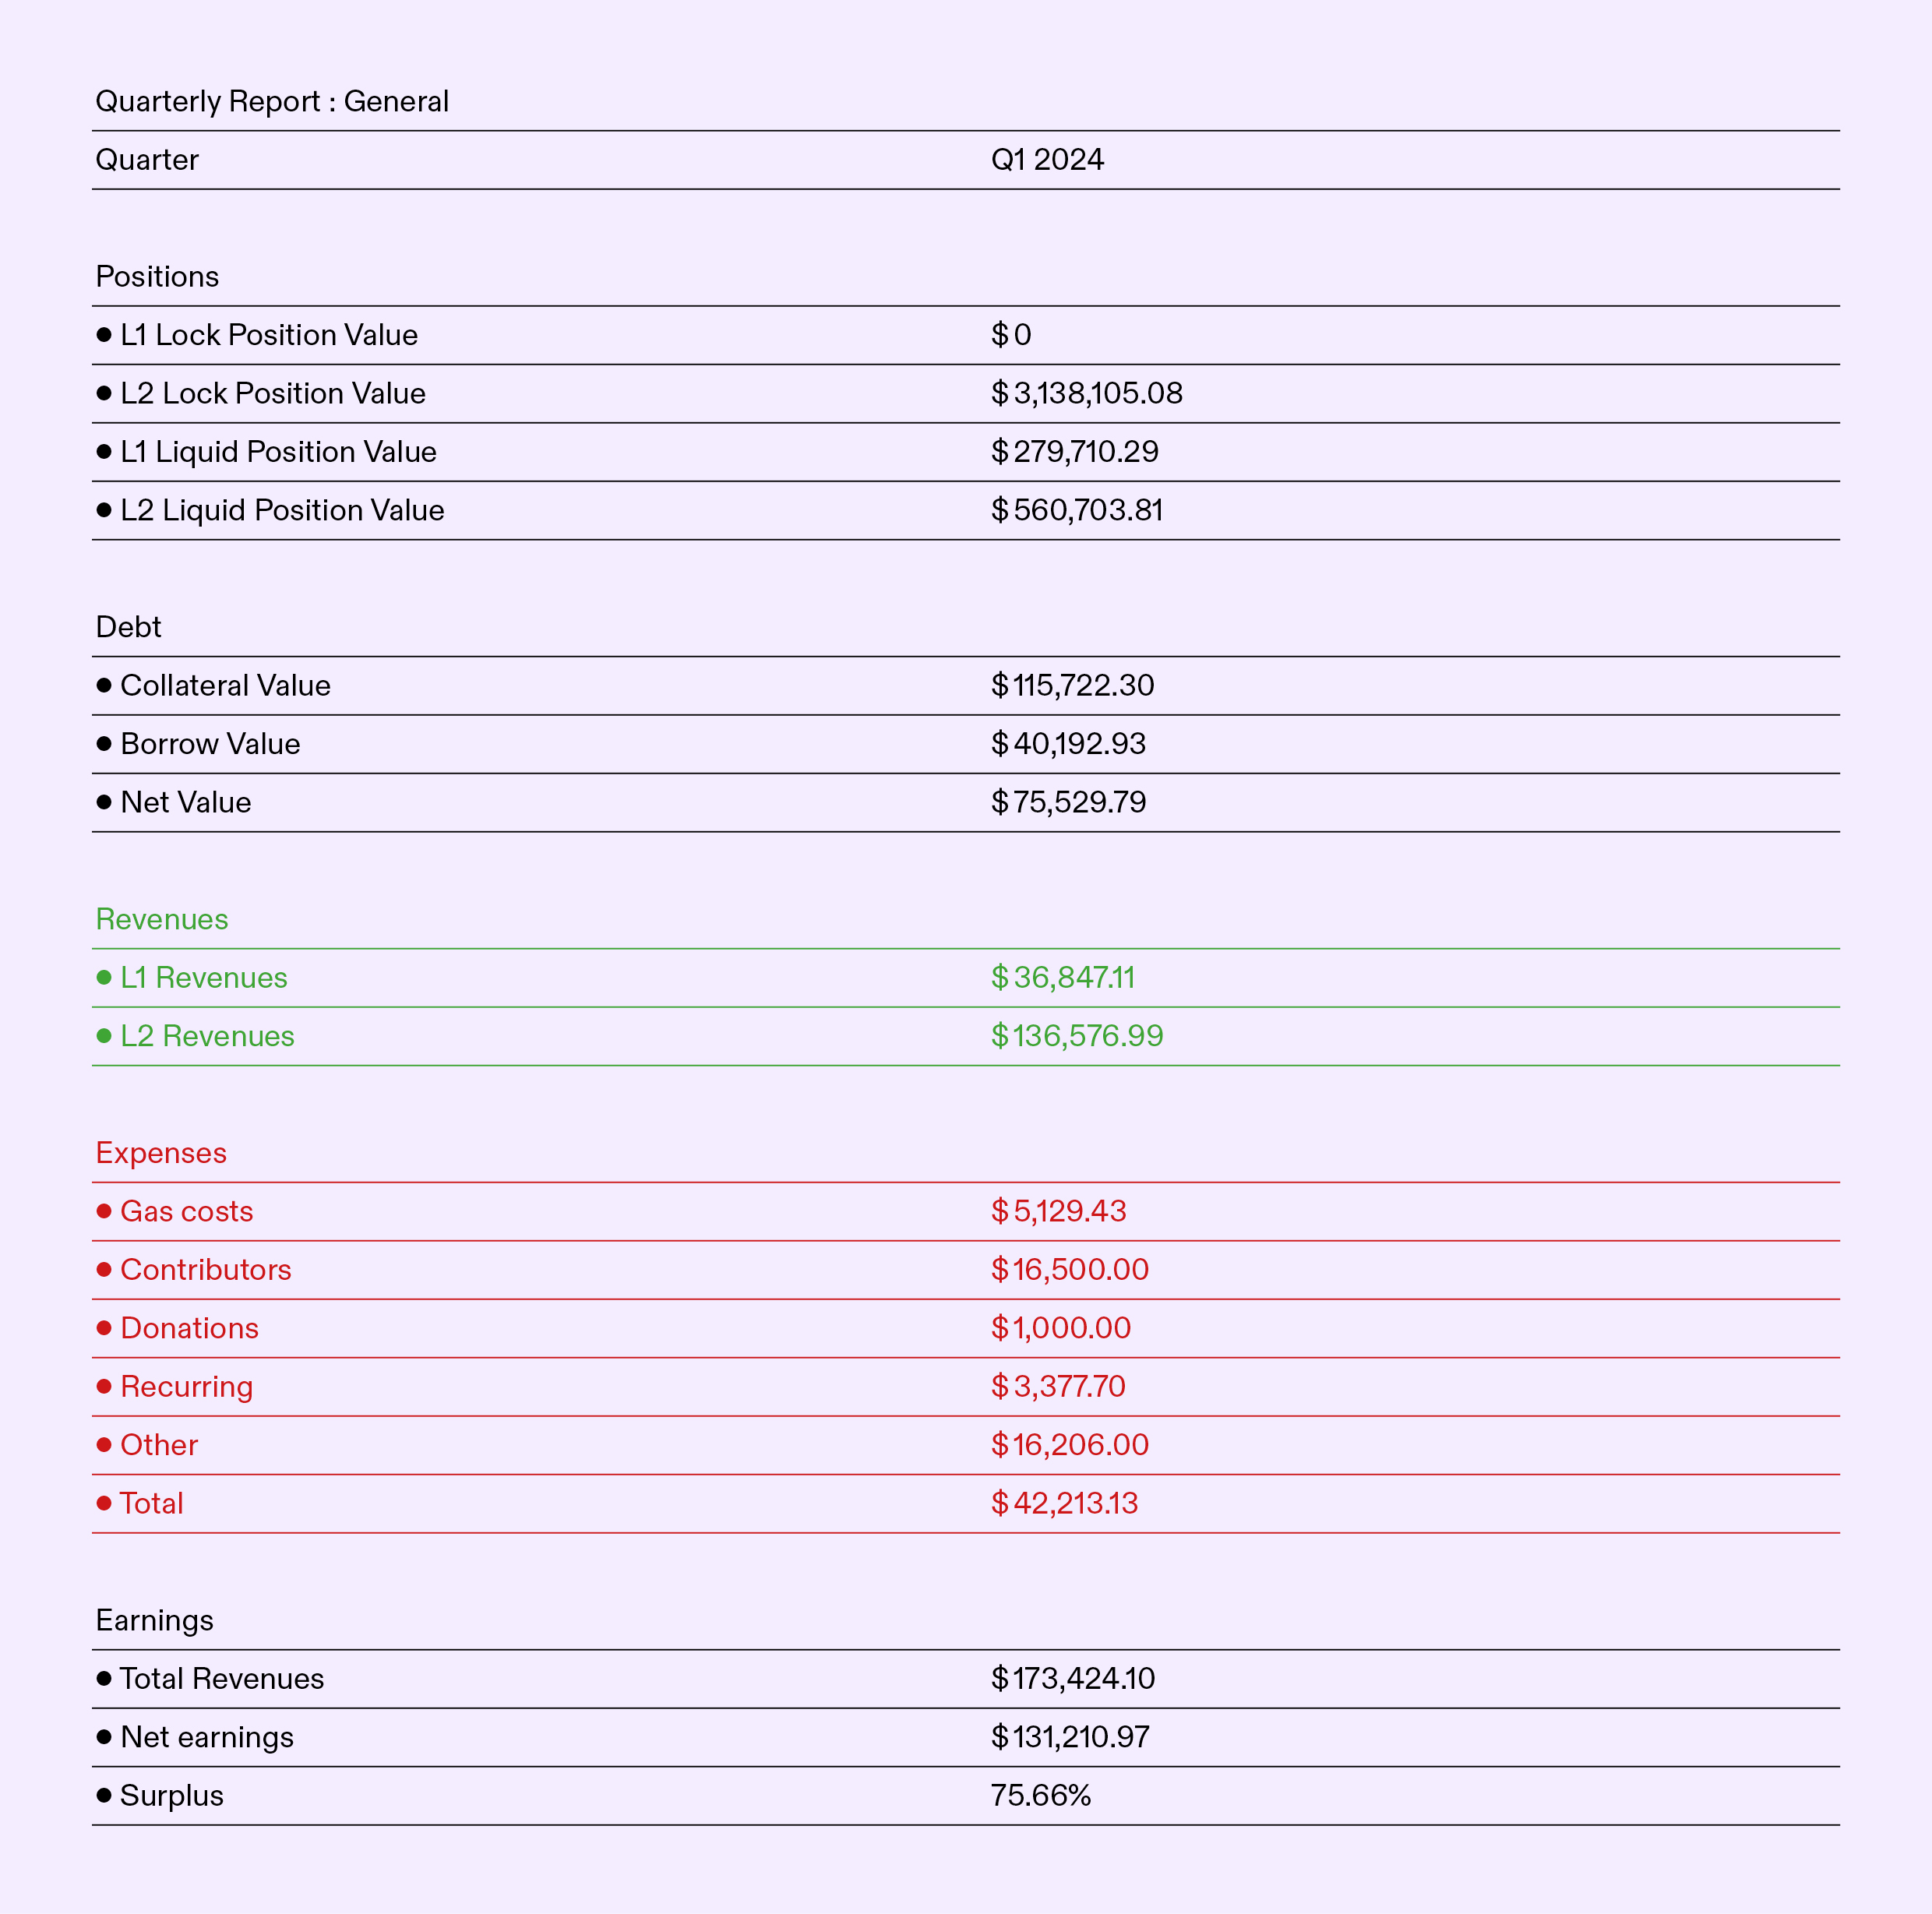 Quarterly Report : General
Quarter Q1 2024
Positions
● L1 Lock Position Value $ 0
● L2 Lock Position Value $ 3,138,105.08
● L1 Liquid Position Value $ 279,710.29
● L2 Liquid Position Value $ 560,703.81
Debt
● Collateral Value $ 115,722.30
● Borrow Value $ 40,192.93
● Net Value $ 75,529.79
Revenues
● L1 Revenues $ 36,847.11
● L2 Revenues $ 136,576.99
Expenses
● Gas costs $ 5,129.43
● Contributors $ 16,500.00
● Donations $ 1,000.00
● Recurring $ 3,377.70
● Other $ 16,206.00
● Total $ 42,213.13
Earnings
● Total Revenues $ 173,424.10
● Net earnings $ 131,210.97
● Surplus 75.66%